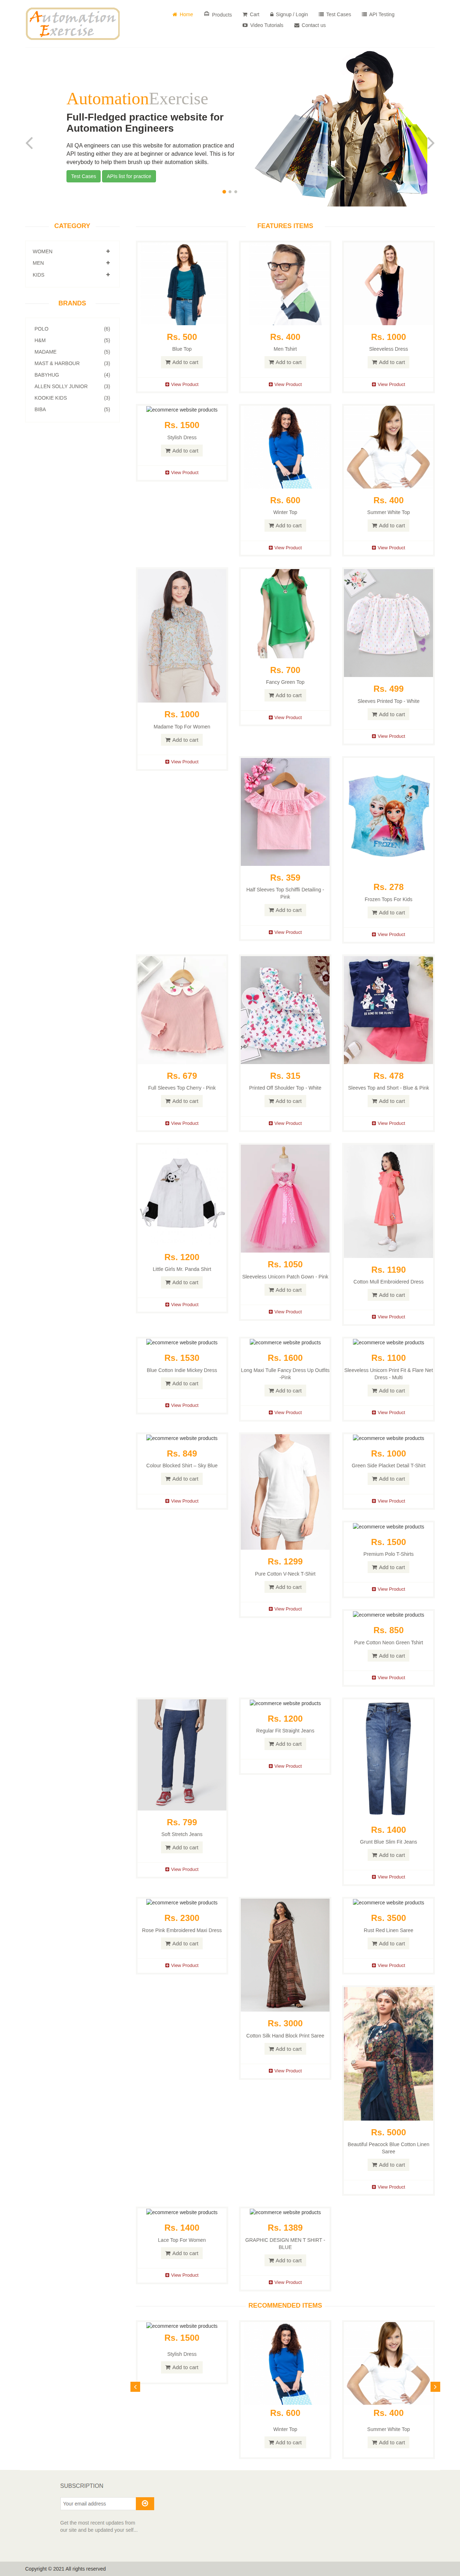 Automation
Exercise
Home
Products
Cart
Signup / Login
Test Cases
API Testing
Video Tutorials
Contact us
AutomationExercise
Full-Fledged practice website for
Automation Engineers
All QA engineers can use this website for automation practice and
API testing either they are at beginner or advance level. This is for
everybody to help them brush up their automation skills.
Test Cases
APIs list for practice
CATEGORY
WOMEN
MEN
KIDS
BRANDS
POLO (6)
H&M (5)
MADAME (5)
MAST & HARBOUR (3)
BABYHUG (4)
ALLEN SOLLY JUNIOR (3)
KOOKIE KIDS (3)
BIBA (5)
FEATURES ITEMS
Rs. 500
Blue Top
Add to cart
View Product
Rs. 400
Men Tshirt
Add to cart
View Product
Rs. 1000
Sleeveless Dress
Add to cart
View Product
ecommerce website products
Rs. 1500
Stylish Dress
Add to cart
View Product
Rs. 600
Winter Top
Add to cart
View Product
Rs. 400
Summer White Top
Add to cart
View Product
Rs. 1000
Madame Top For Women
Add to cart
View Product
Rs. 700
Fancy Green Top
Add to cart
View Product
Rs. 499
Sleeves Printed Top - White
Add to cart
View Product
Rs. 359
Half Sleeves Top Schiffli Detailing -
Pink
Add to cart
View Product
FROZEN
Rs. 278
Frozen Tops For Kids
Add to cart
View Product
Rs. 679
Full Sleeves Top Cherry - Pink
Add to cart
View Product
Rs. 315
Printed Off Shoulder Top - White
Add to cart
View Product
Rs. 478
Sleeves Top and Short - Blue & Pink
Add to cart
View Product
Rs. 1200
Little Girls Mr. Panda Shirt
Add to cart
View Product
Rs. 1050
Sleeveless Unicorn Patch Gown - Pink
Add to cart
View Product
Rs. 1190
Cotton Mull Embroidered Dress
Add to cart
View Product
ecommerce website products
Rs. 1530
Blue Cotton Indie Mickey Dress
Add to cart
View Product
ecommerce website products
Rs. 1600
Long Maxi Tulle Fancy Dress Up Outfits
-Pink
Add to cart
View Product
ecommerce website products
Rs. 1100
Sleeveless Unicorn Print Fit & Flare Net
Dress - Multi
Add to cart
View Product
ecommerce website products
Rs. 849
Colour Blocked Shirt – Sky Blue
Add to cart
View Product
Rs. 1299
Pure Cotton V-Neck T-Shirt
Add to cart
View Product
ecommerce website products
Rs. 1000
Green Side Placket Detail T-Shirt
Add to cart
View Product
ecommerce website products
Rs. 1500
Premium Polo T-Shirts
Add to cart
View Product
ecommerce website products
Rs. 850
Pure Cotton Neon Green Tshirt
Add to cart
View Product
Rs. 799
Soft Stretch Jeans
Add to cart
View Product
ecommerce website products
Rs. 1200
Regular Fit Straight Jeans
Add to cart
View Product
Rs. 1400
Grunt Blue Slim Fit Jeans
Add to cart
View Product
ecommerce website products
Rs. 2300
Rose Pink Embroidered Maxi Dress
Add to cart
View Product
Rs. 3000
Cotton Silk Hand Block Print Saree
Add to cart
View Product
ecommerce website products
Rs. 3500
Rust Red Linen Saree
Add to cart
View Product
Rs. 5000
Beautiful Peacock Blue Cotton Linen
Saree
Add to cart
View Product
ecommerce website products
Rs. 1400
Lace Top For Women
Add to cart
View Product
ecommerce website products
Rs. 1389
GRAPHIC DESIGN MEN T SHIRT -
BLUE
Add to cart
View Product
RECOMMENDED ITEMS
ecommerce website products
Rs. 1500
Stylish Dress
Add to cart
Rs. 600
Winter Top
Add to cart
Rs. 400
Summer White Top
Add to cart
SUBSCRIPTION
Your email address
Get the most recent updates from
our site and be updated your self...
Copyright © 2021 All rights reserved